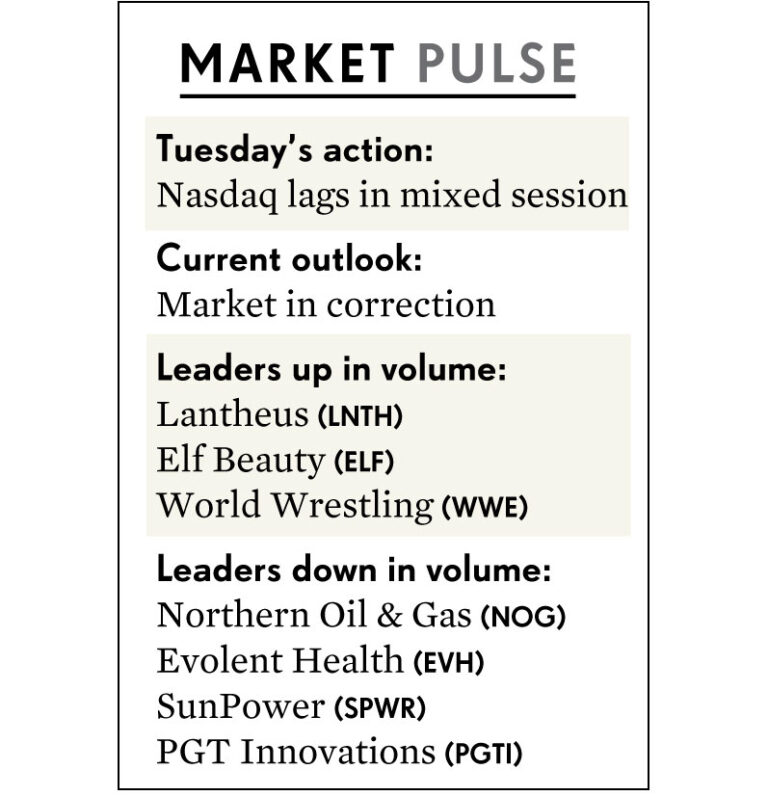 MARKET PULSE
Tuesday’s action:
Nasdaq lags in mixed session
Current outlook:
Market in correction
Leaders up in volume:
Lantheus (LNTH)
Elf Beauty (ELF)
World Wrestling (WWE)
Leaders down in volume:
Northern Oil & Gas (NOG)
Evolent Health (EVH)
SunPower (SPWR)
PGT Innovations (PGTI)